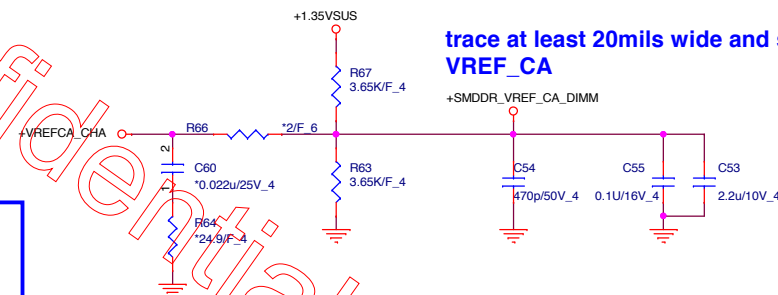 +1.35VSUS
trace at least 20mils wide and
VREF_CA
R67
3.65K/F_4
+SMDDR_VREF_CA_DIMM
+VREFCA_CHA
R66
*2/F_6
2
C60
*0.022u/25V_4
1
R63
3.65K/F_4
C54
470p/50V_4
C55
0.1U/16V_4
C53
2.2u/10V_4
R64
*24.9/F_4
fidential